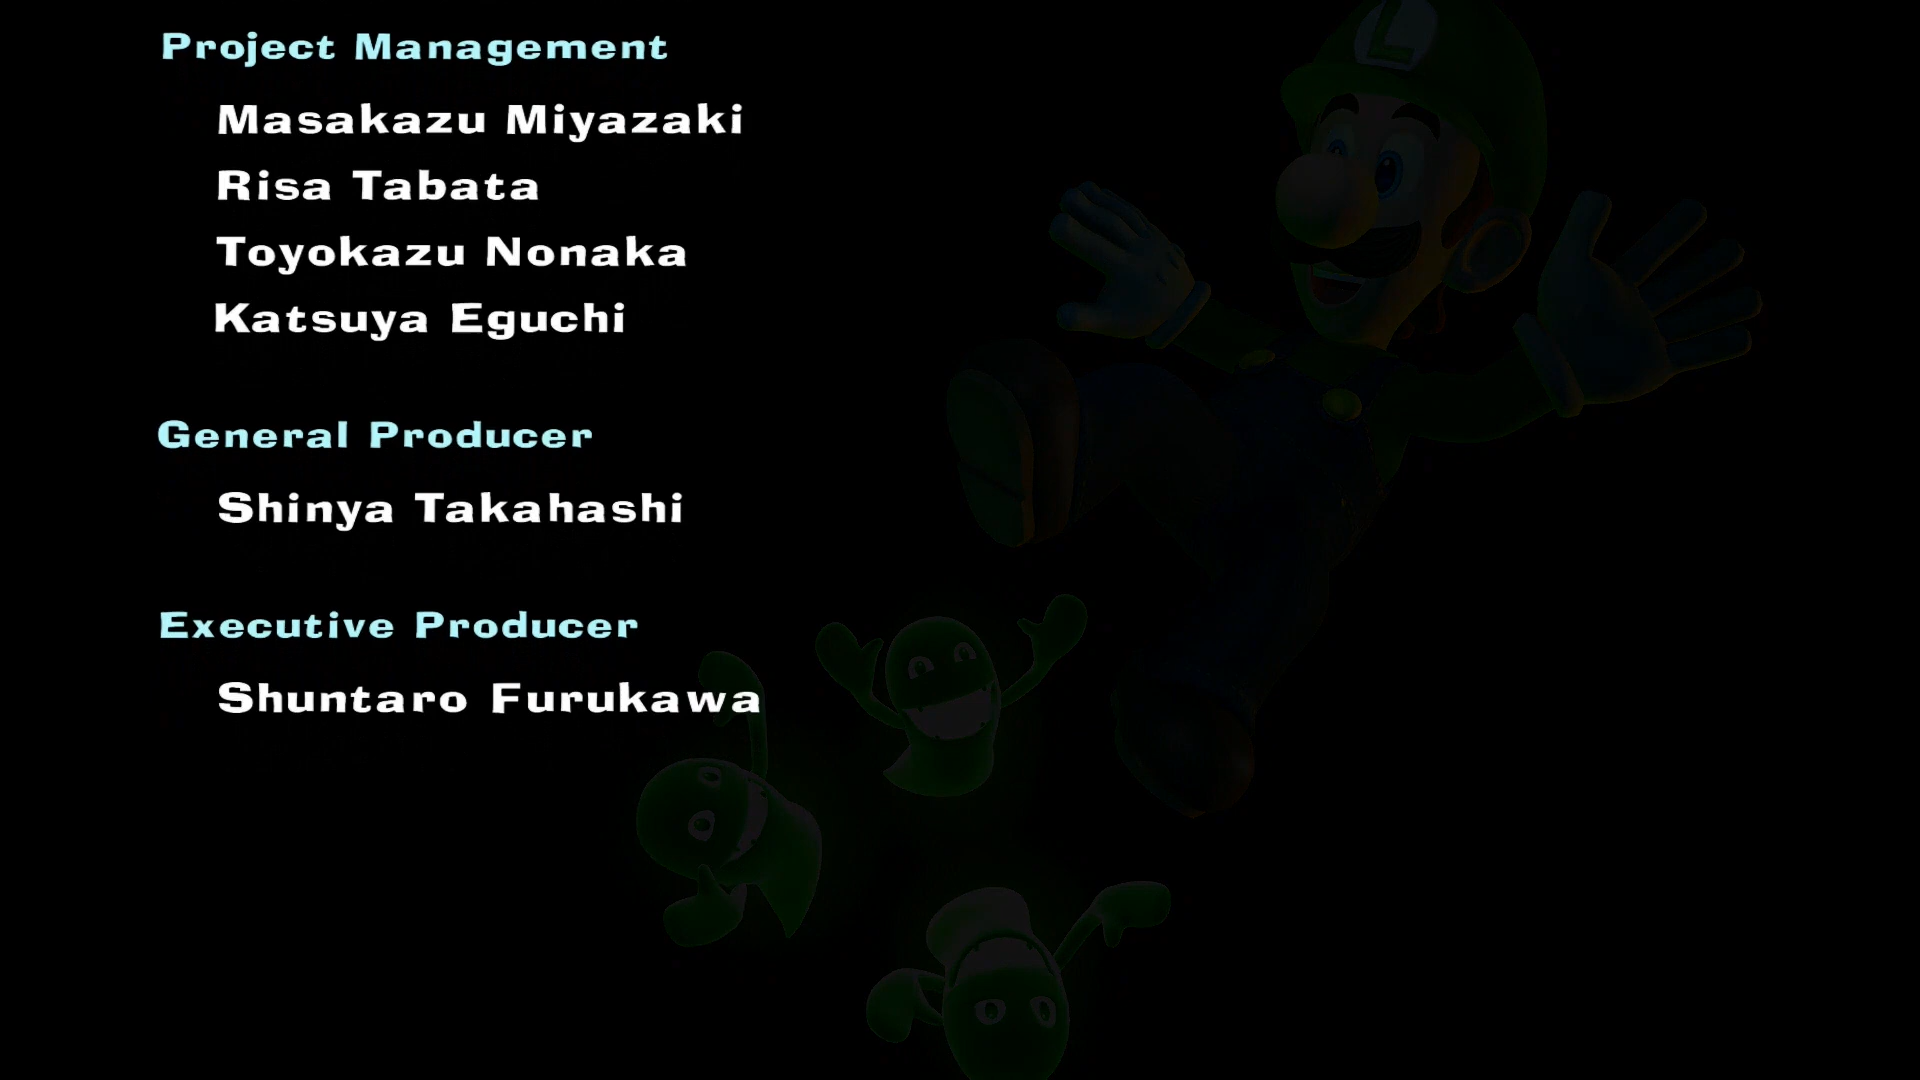 L
Project Management
Masakazu Miyazaki
Risa Tabata
Toyokazu Nonaka
Katsuya Eguchi
General Producer
Shinya Takahashi
Executive Producer
Shuntaro Furukawa